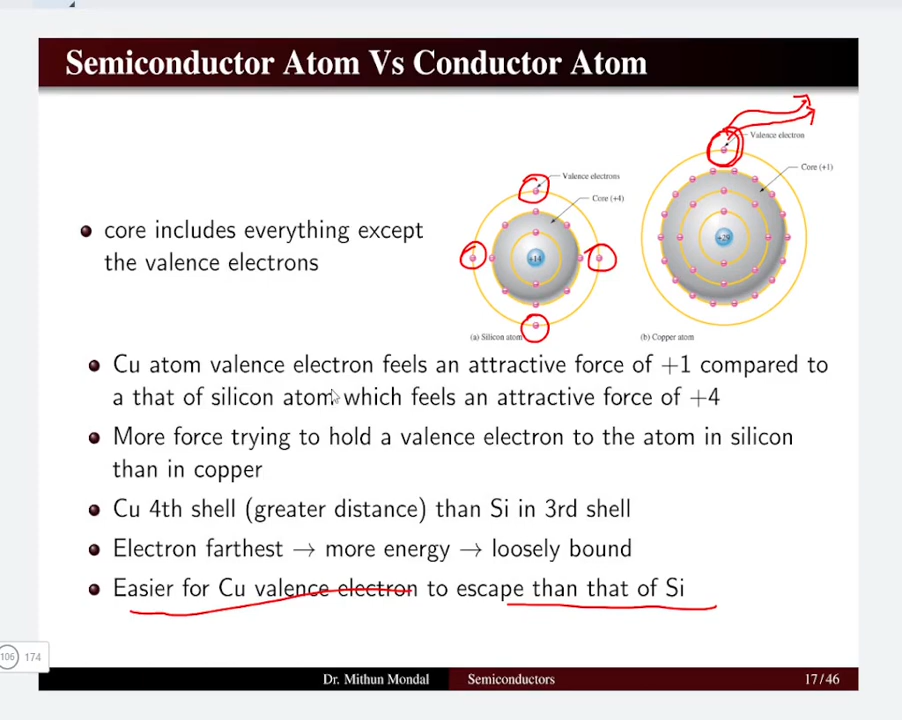 Semiconductor Atom Vs Conductor Atom
Valence electron
Core (+1)
Valence electrons
Core (+4)
+14
+29
(a) Silicon atom
(b) Copper atom
core includes everything except
the valence electrons
Cu atom valence electron feels an attractive force of +1 compared to
a that of silicon atom which feels an attractive force of +4
More force trying to hold a valence electron to the atom in silicon
than in copper
Cu 4th shell (greater distance) than Si in 3rd shell
Electron farthest → more energy → loosely bound
Easier for Cu valence electron to escape than that of Si
106 174
Dr. Mithun Mondal Semiconductors 17/46